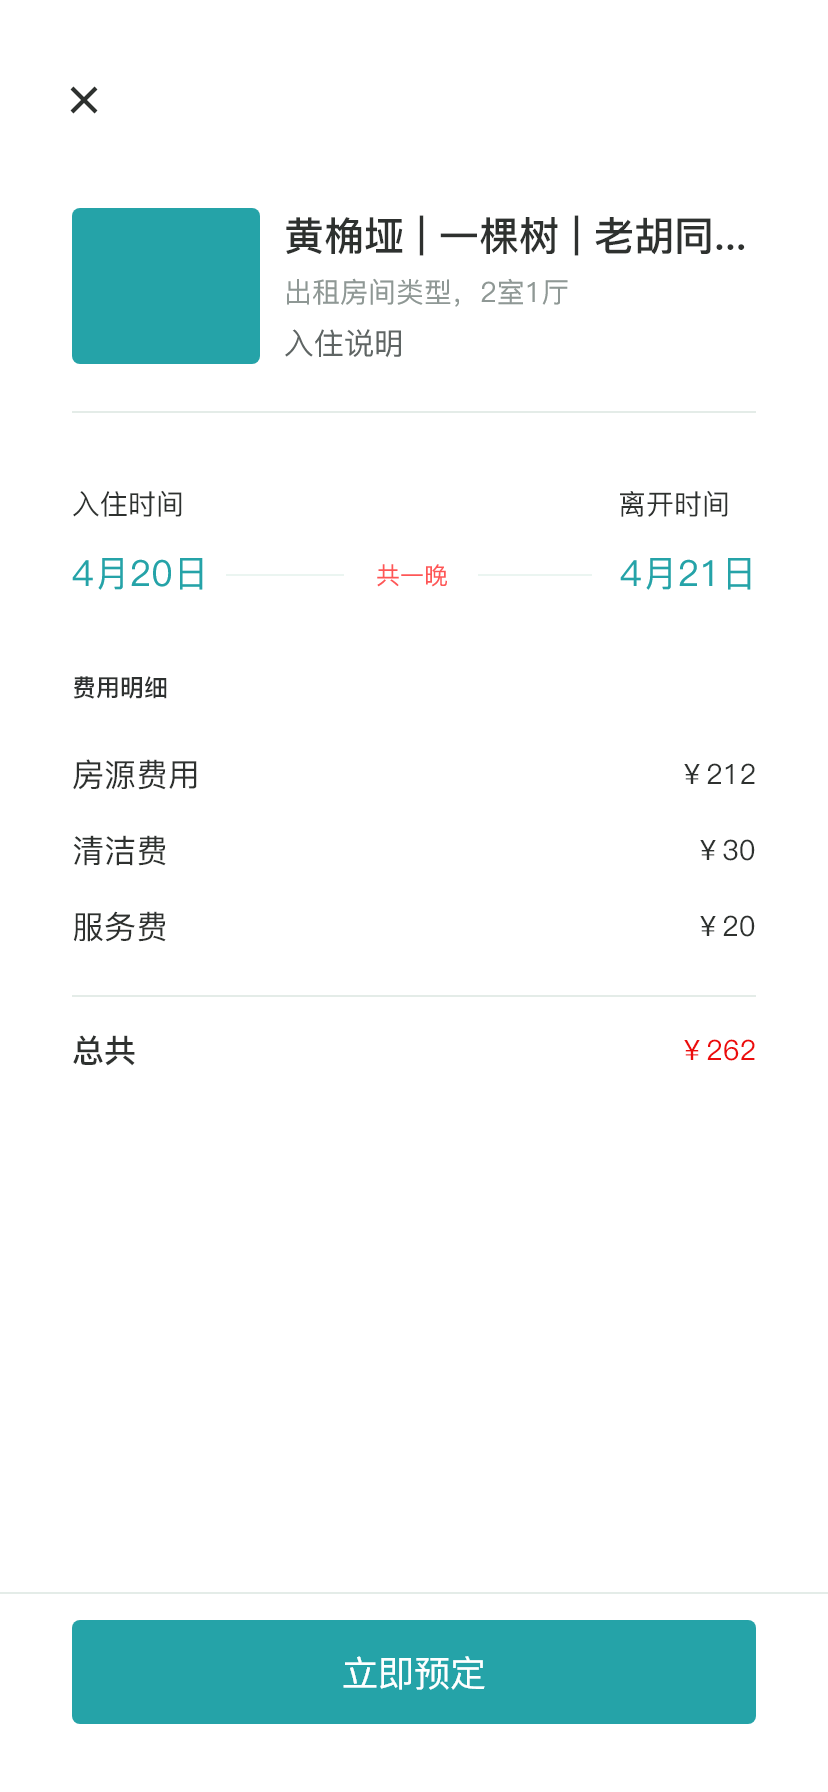 黄桷垭 | 一棵树 | 老胡同...
出租房间类型，2室1厅
入住说明
入住时间 离开时间
4月20日 共一晚 4月21日
费用明细
房源费用 ¥212
清洁费 ¥30
服务费 ¥20
总共 ¥262
立即预定